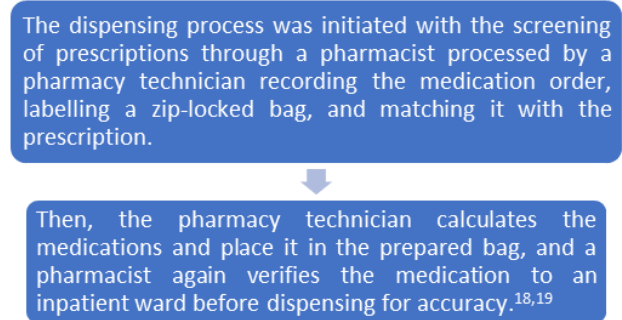 The dispensing process was initiated with the screening
of prescriptions through a pharmacist processed by a
pharmacy technician recording the medication order,
labelling a zip-locked bag, and matching it with the
prescription.
Then, the pharmacy technician calculates the
medications and place it in the prepared bag, and a
pharmacist again verifies the medication to an
inpatient ward before dispensing for accuracy.18,19